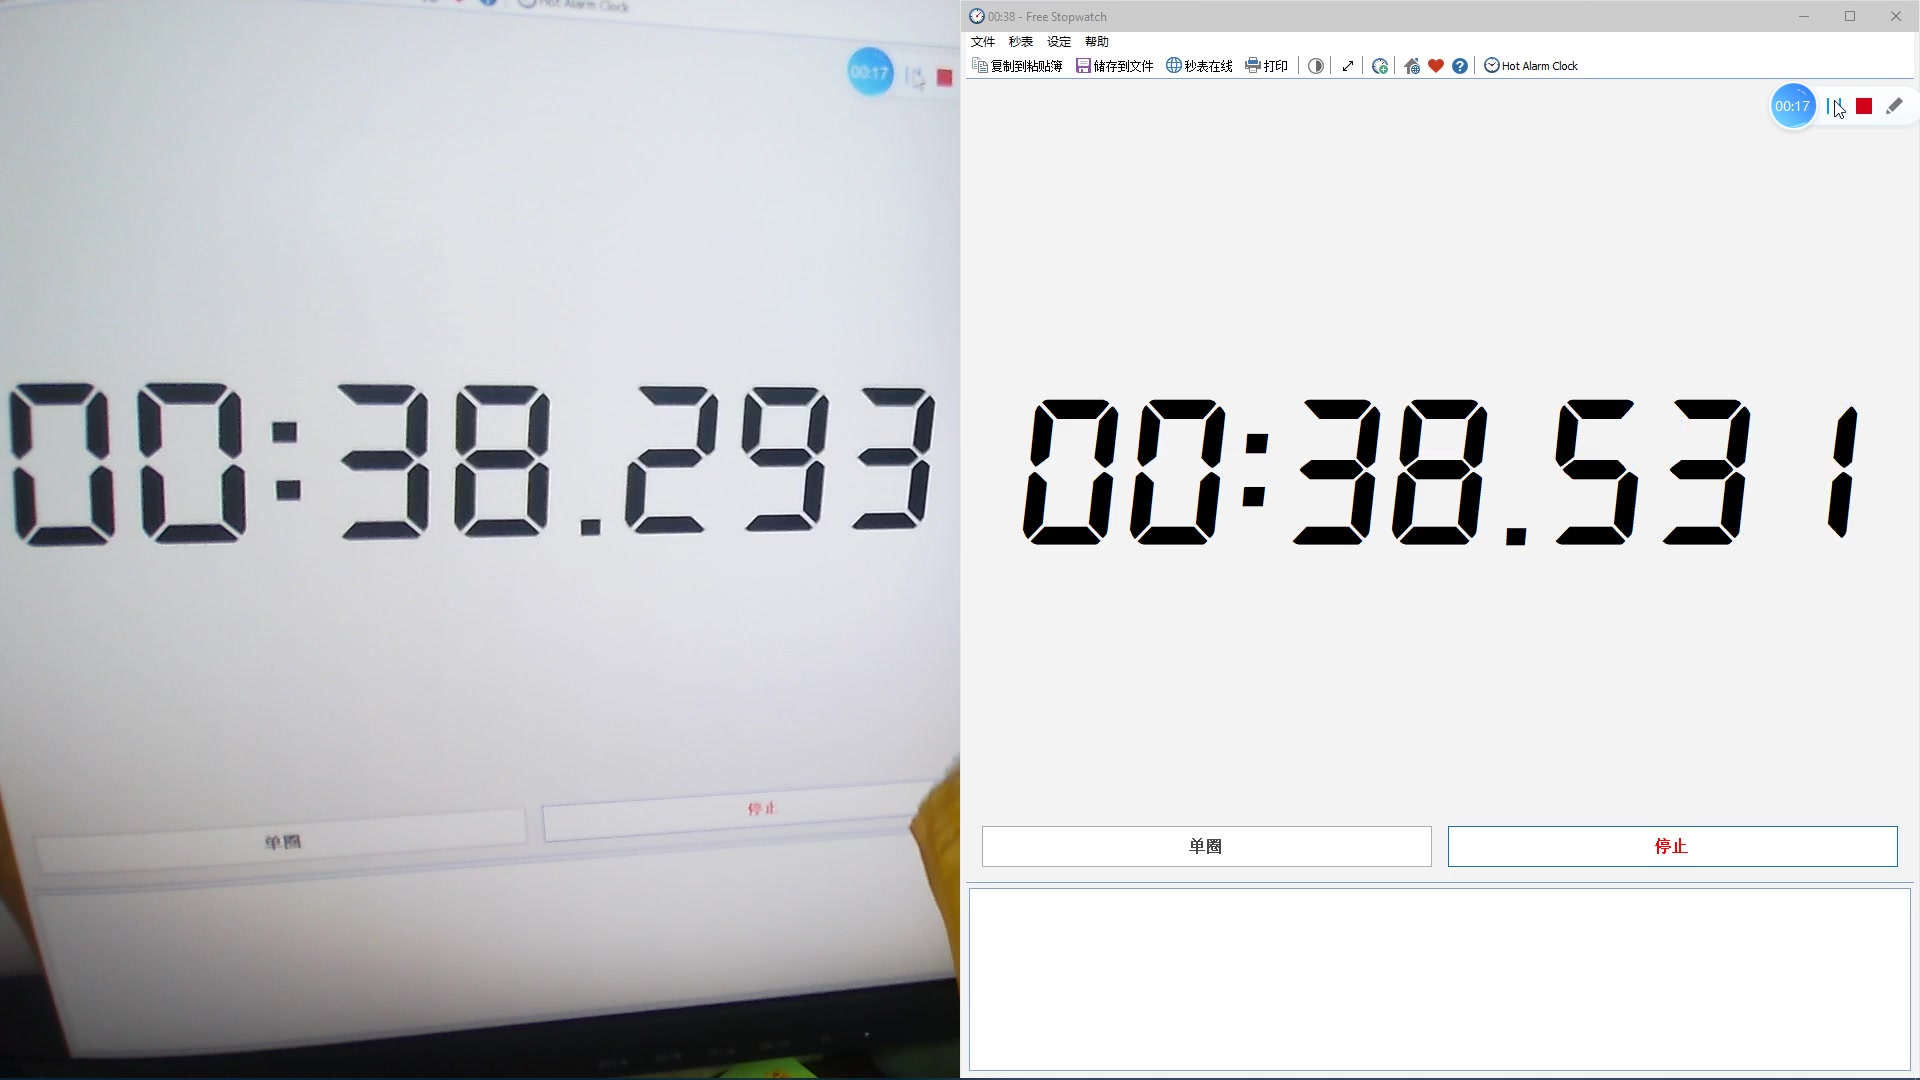 Hot Alarm Clock
00:17
00:38.293
单圈
停止
00:38 - Free Stopwatch
文件 秒表 设定 帮助
复制到粘贴簿 储存到文件 秒表在线 打印 Hot Alarm Clock
00:17
00:38.531
单圈
停止